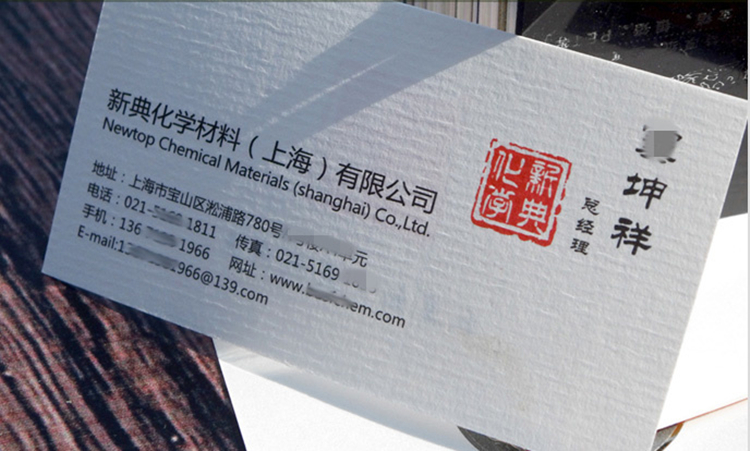 新典化学材料（上海）有限公司
Newtop Chemical Materials (shanghai) Co.,Ltd.
地址：上海市宝山区淞浦路780号 元
电话：021- 1811 传真：021-5169
手机：136 1966 网址：www. chem.com
E-mail:1 966@139.com
新典
化学
坤祥
总经理